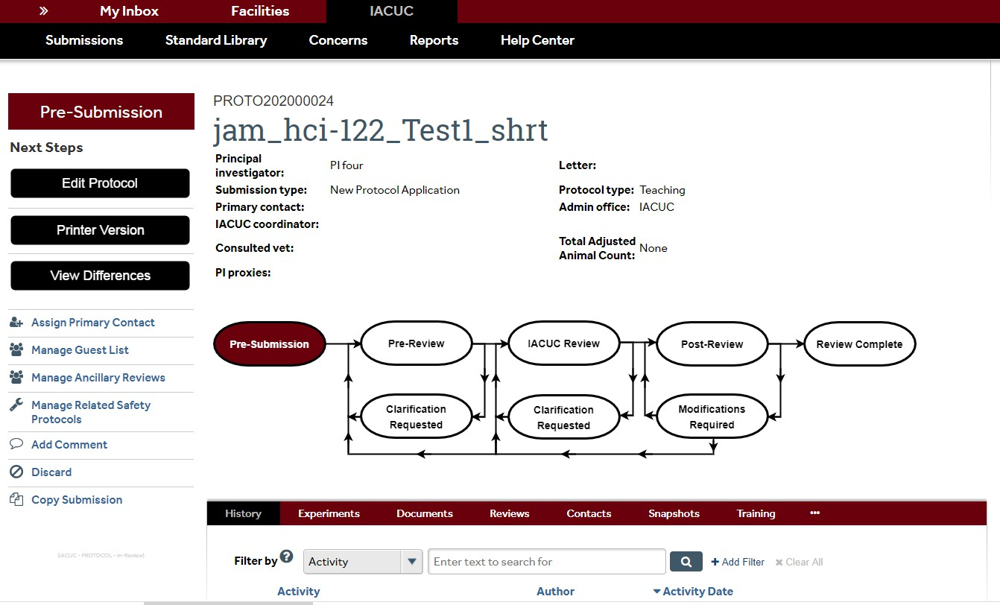 » My Inbox Facilities IACUC
Submissions Standard Library Concerns Reports Help Center
Pre-Submission
Next Steps
Edit Protocol
Printer Version
View Differences
Assign Primary Contact
Manage Guest List
Manage Ancillary Reviews
Manage Related Safety
Protocols
Add Comment
Discard
Copy Submission
(IACUC - PROTOCOL - In-Review)
PROTO202000024
jam_hci-122_Test1_shrt
Principal
investigator: PI four
Letter:
Submission type: New Protocol Application
Protocol type: Teaching
Primary contact:
Admin office: IACUC
IACUC coordinator:
Consulted vet:
Total Adjusted
Animal Count: None
PI proxies:
Pre-Submission
Pre-Review
IACUC Review
Post-Review
Review Complete
Clarification
Requested
Clarification
Requested
Modifications
Required
History Experiments Documents Reviews Contacts Snapshots Training ...
Filter by ? Activity Enter text to search for + Add Filter × Clear All
Activity Author Activity Date